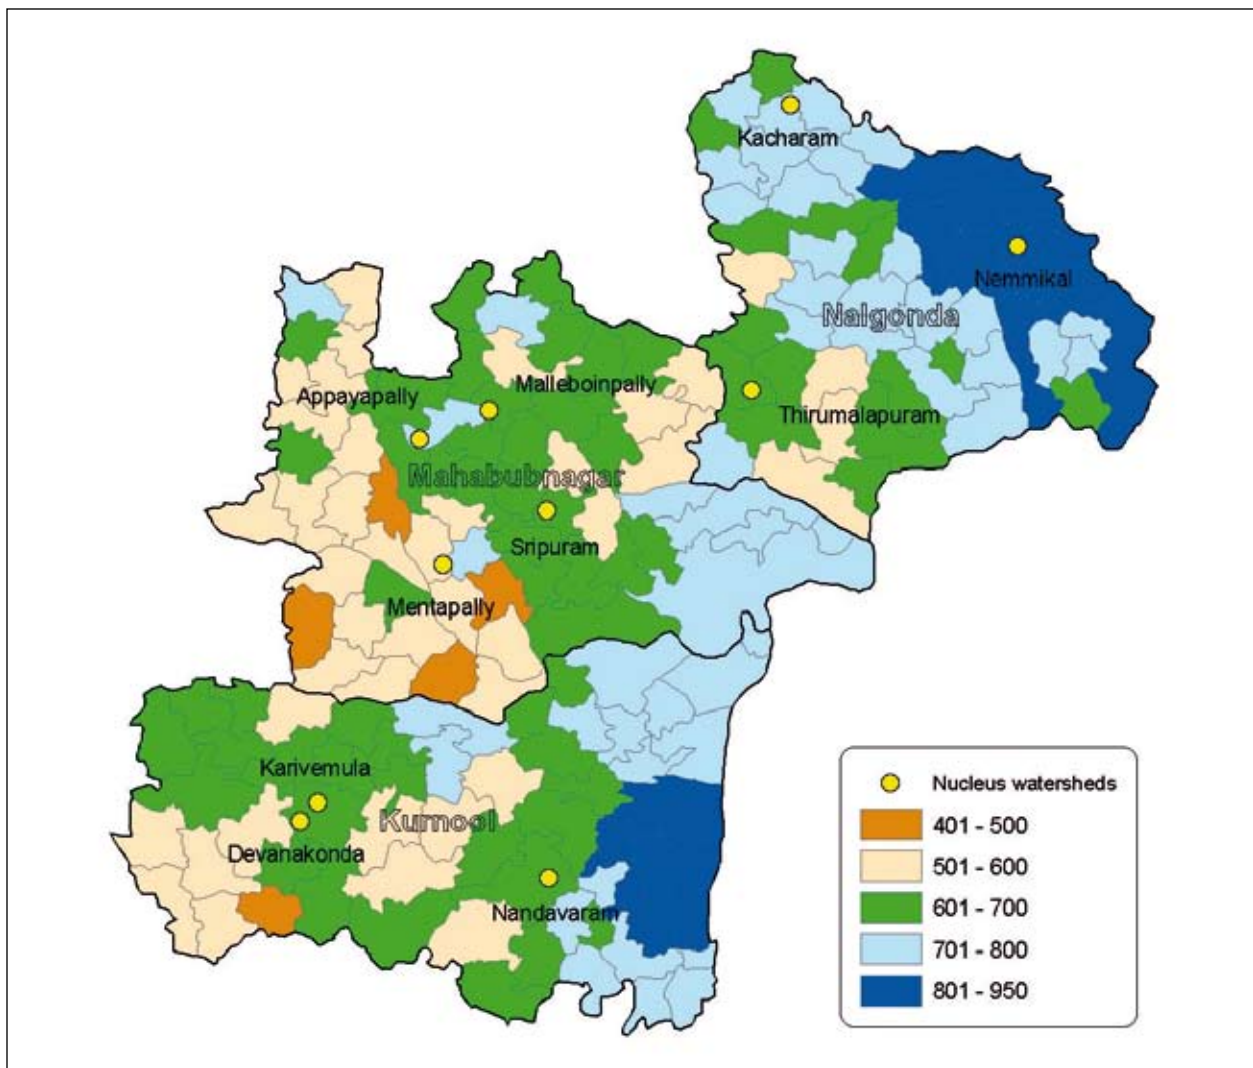 Kacharam
Nemmikal
Nalgonda
Appayapally
Malleboinpally
Thirumalapuram
Mahabubnagar
Sripuram
Mentapally
Karivemula
Kurnool
Devanakonda
Nandavaram
Nucleus watersheds
401 - 500
501 - 600
601 - 700
701 - 800
801 - 950